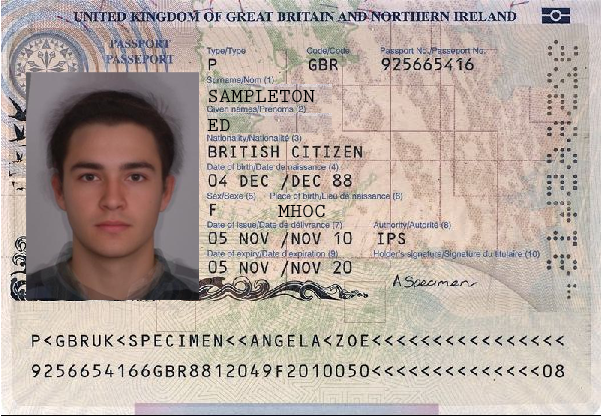 UNITED KINGDOM OF GREAT BRITAIN AND NORTHERN IRELAND
PASSPORT
PASSEPORT
Type/Type Code/Code Passport No./Passeport No.
P GBR 925665416
Surname/Nom (1)
SAMPLETON
Given names/Prénoms (2)
ED
Nationality/Nationalité (3)
BRITISH CITIZEN
Date of birth/Date de naissance (4)
04 DEC /DEC 88
Sex/Sexe (5) Place of birth/Lieu de naissance (6)
F MHOC
Date of issue/Date de délivrance (7) Authority/Autorité (8)
05 NOV /NOV 10 IPS
Date of expiry/Date d'expiration (9) Holder's signature/Signature du titulaire (10)
05 NOV /NOV 20
A Specimen
P<GBRUK<SPECIMEN<<ANGELA<ZOE<<<<<<<<<<<<<<<<
9256654166GBR8812049F2010050<<<<<<<<<<<<<<08